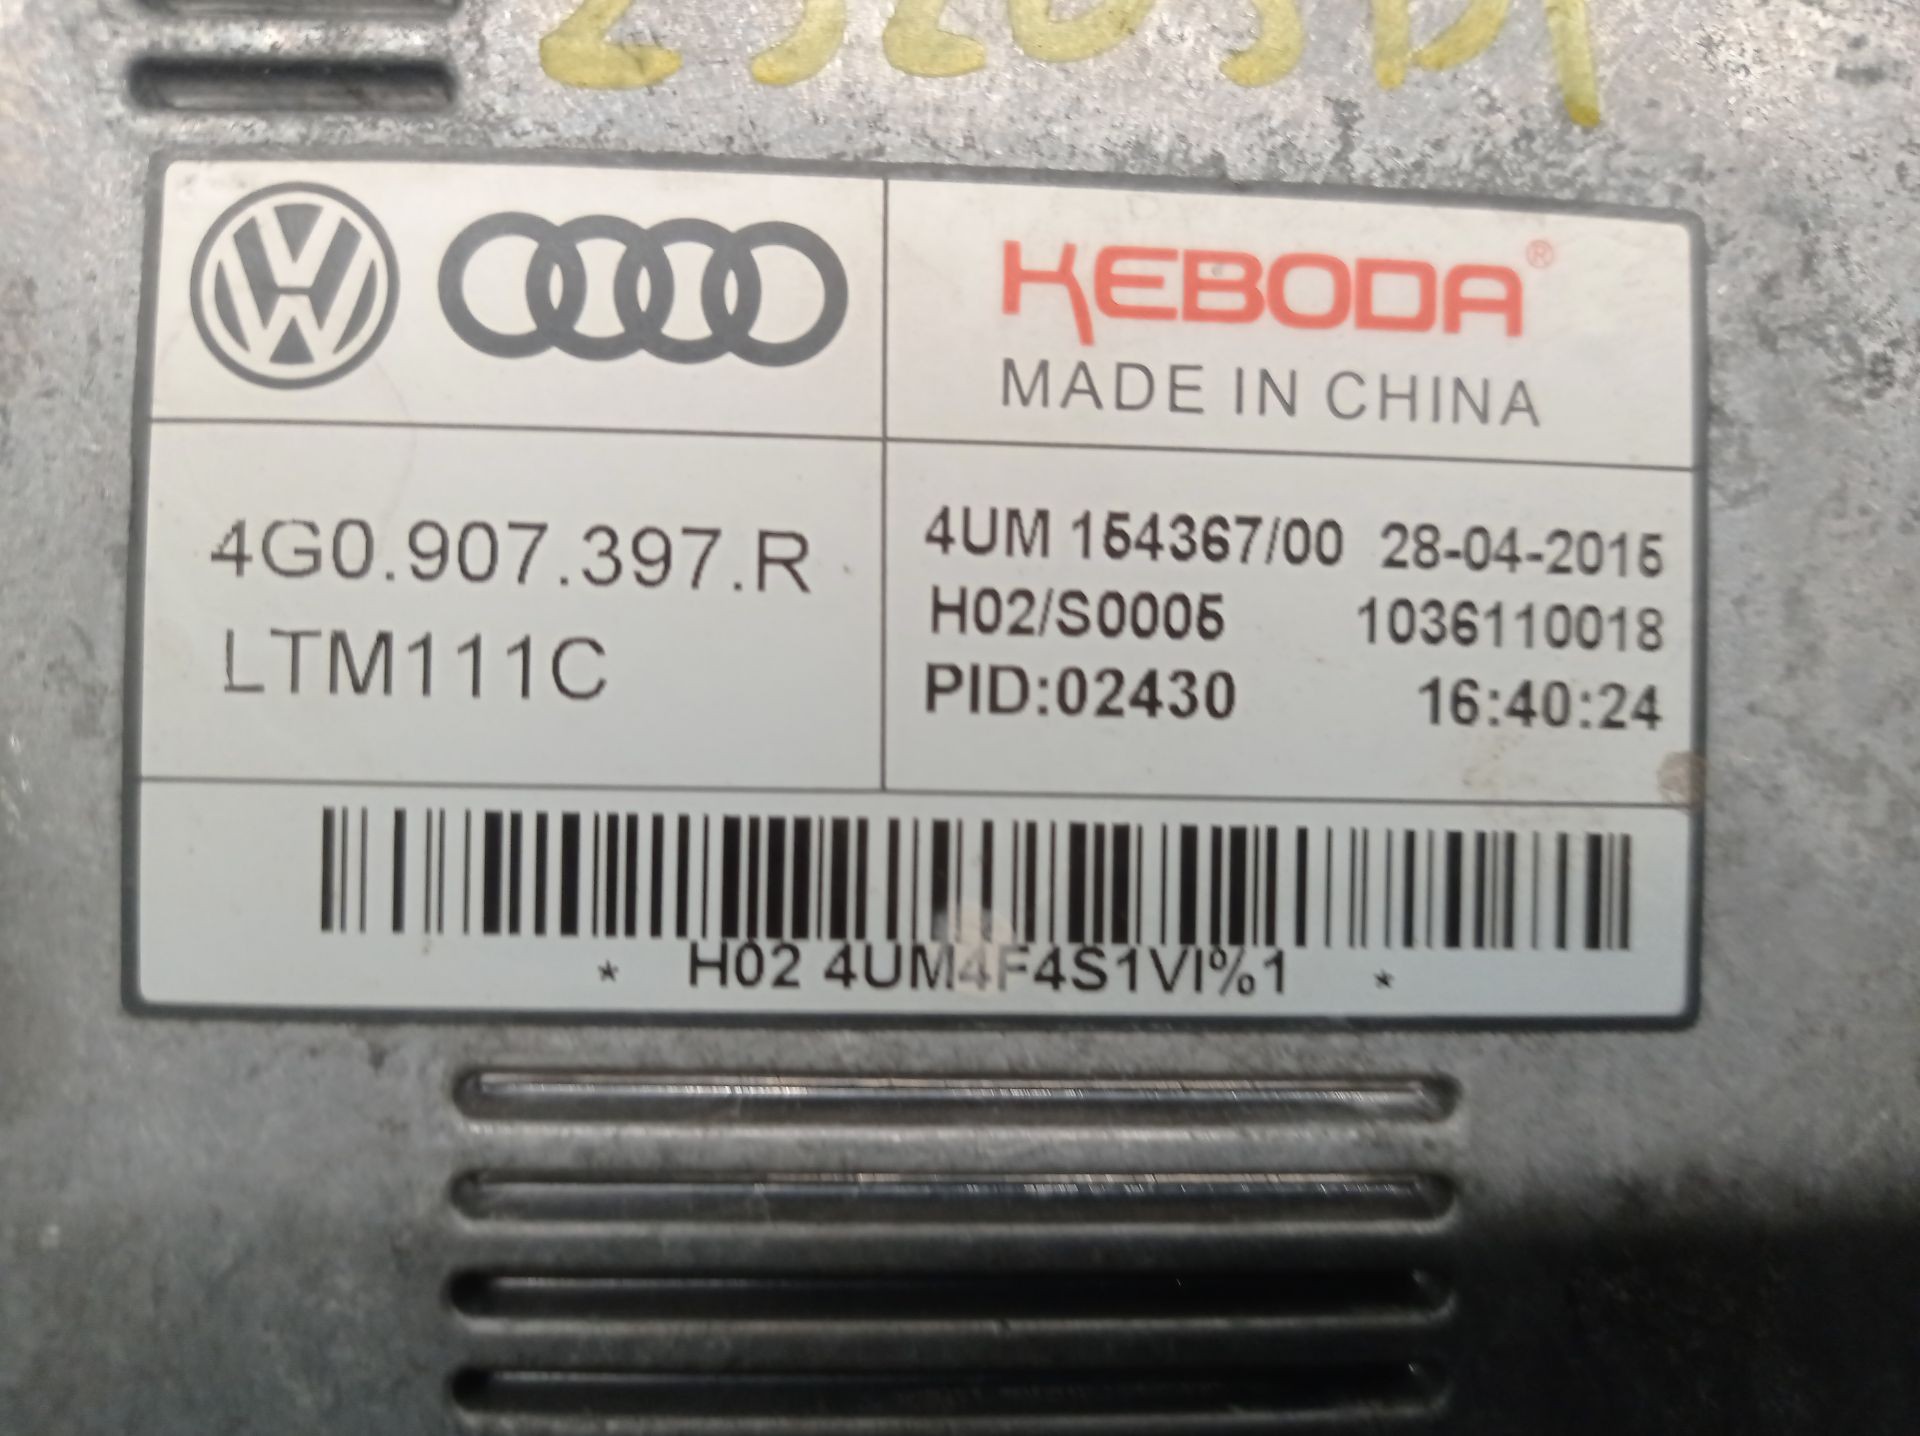 KEBODA®
MADE IN CHINA
4G0.907.397.R
LTM111C
4UM 154367/00 28-04-2015
H02/S0005 1036110018
PID:02430 16:40:24
* H02 4UM4F4S1VI%1 *